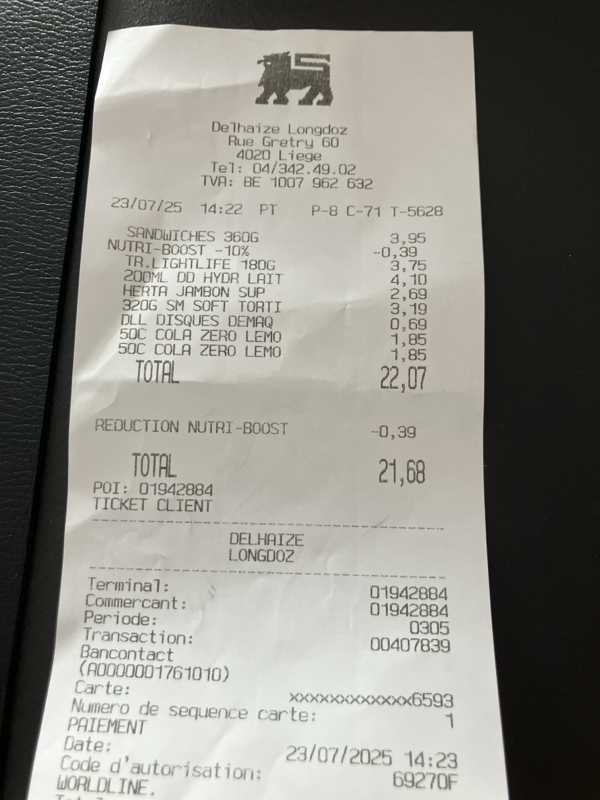 Delhaize Longdoz
Rue Gretry 60
4020 Liege
Tel: 04/342.49.02
TVA: BE 1007 962 632
23/07/25 14:22 PT P-8 C-71 T-5628
SANDWICHES 360G 3,95
NUTRI-BOOST -10% -0,39
TR.LIGHTLIFE 180G 3,75
200ML DD HYDR LAIT 4,10
HERTA JAMBON SUP 2,69
320G SM SOFT TORTI 3,19
DLL DISQUES DEMAQ 0,69
50C COLA ZERO LEMO 1,85
50C COLA ZERO LEMO 1,85
TOTAL 22,07
REDUCTION NUTRI-BOOST -0,39
TOTAL 21,68
POI: 01942884
TICKET CLIENT
DELHAIZE
LONGDOZ
Terminal: 01942884
Commercant: 01942884
Periode: 0305
Transaction: 00407839
Bancontact
(A0000001761010)
Carte: xxxxxxxxxxxxx6593
Numero de sequence carte: 1
PAIEMENT
Date: 23/07/2025 14:23
Code d'autorisation: 69270F
WORLDLINE.